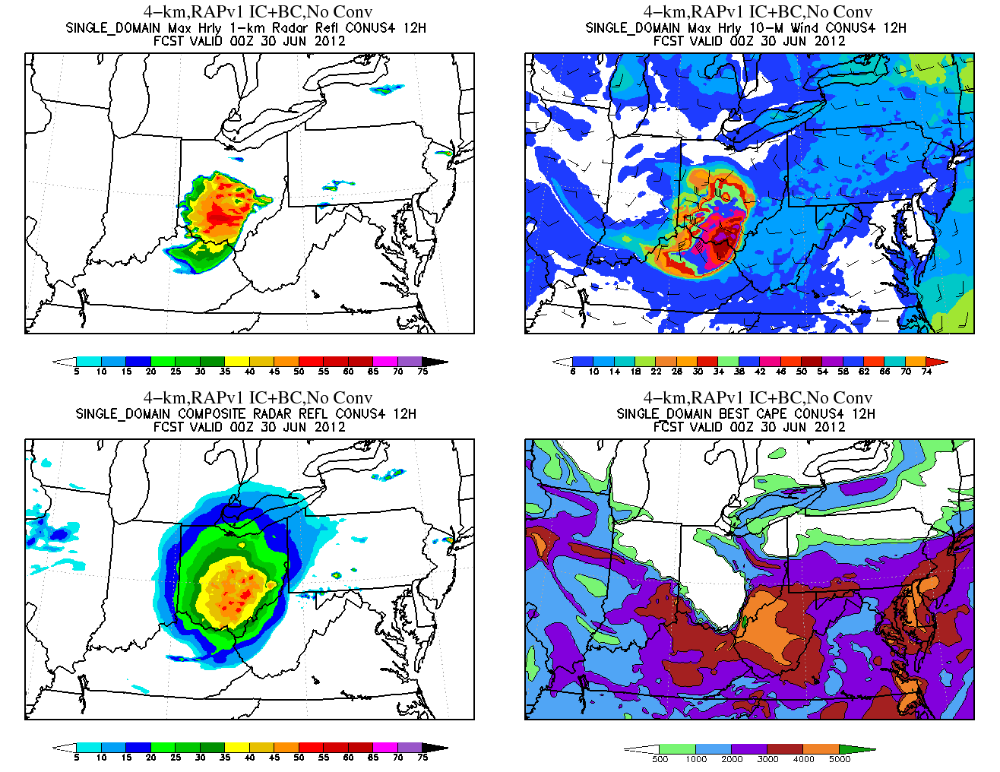 4-km,RAPv1 IC+BC,No Conv
SINGLE_DOMAIN Max Hrly 1-km Radar Refl CONUS4 12H
FCST VALID 00Z 30 JUN 2012
5 10 15 20 25 30 35 40 45 50 55 60 65 70 75
4-km,RAPv1 IC+BC,No Conv
SINGLE_DOMAIN Max Hrly 10-M Wind CONUS4 12H
FCST VALID 00Z 30 JUN 2012
6 10 14 18 22 26 30 34 38 42 46 50 54 58 62 66 70 74
4-km,RAPv1 IC+BC,No Conv
SINGLE_DOMAIN COMPOSITE RADAR REFL CONUS4 12H
FCST VALID 00Z 30 JUN 2012
5 10 15 20 25 30 35 40 45 50 55 60 65 70 75
4-km,RAPv1 IC+BC,No Conv
SINGLE_DOMAIN BEST CAPE CONUS4 12H
FCST VALID 00Z 30 JUN 2012
500 1000 2000 3000 4000 5000